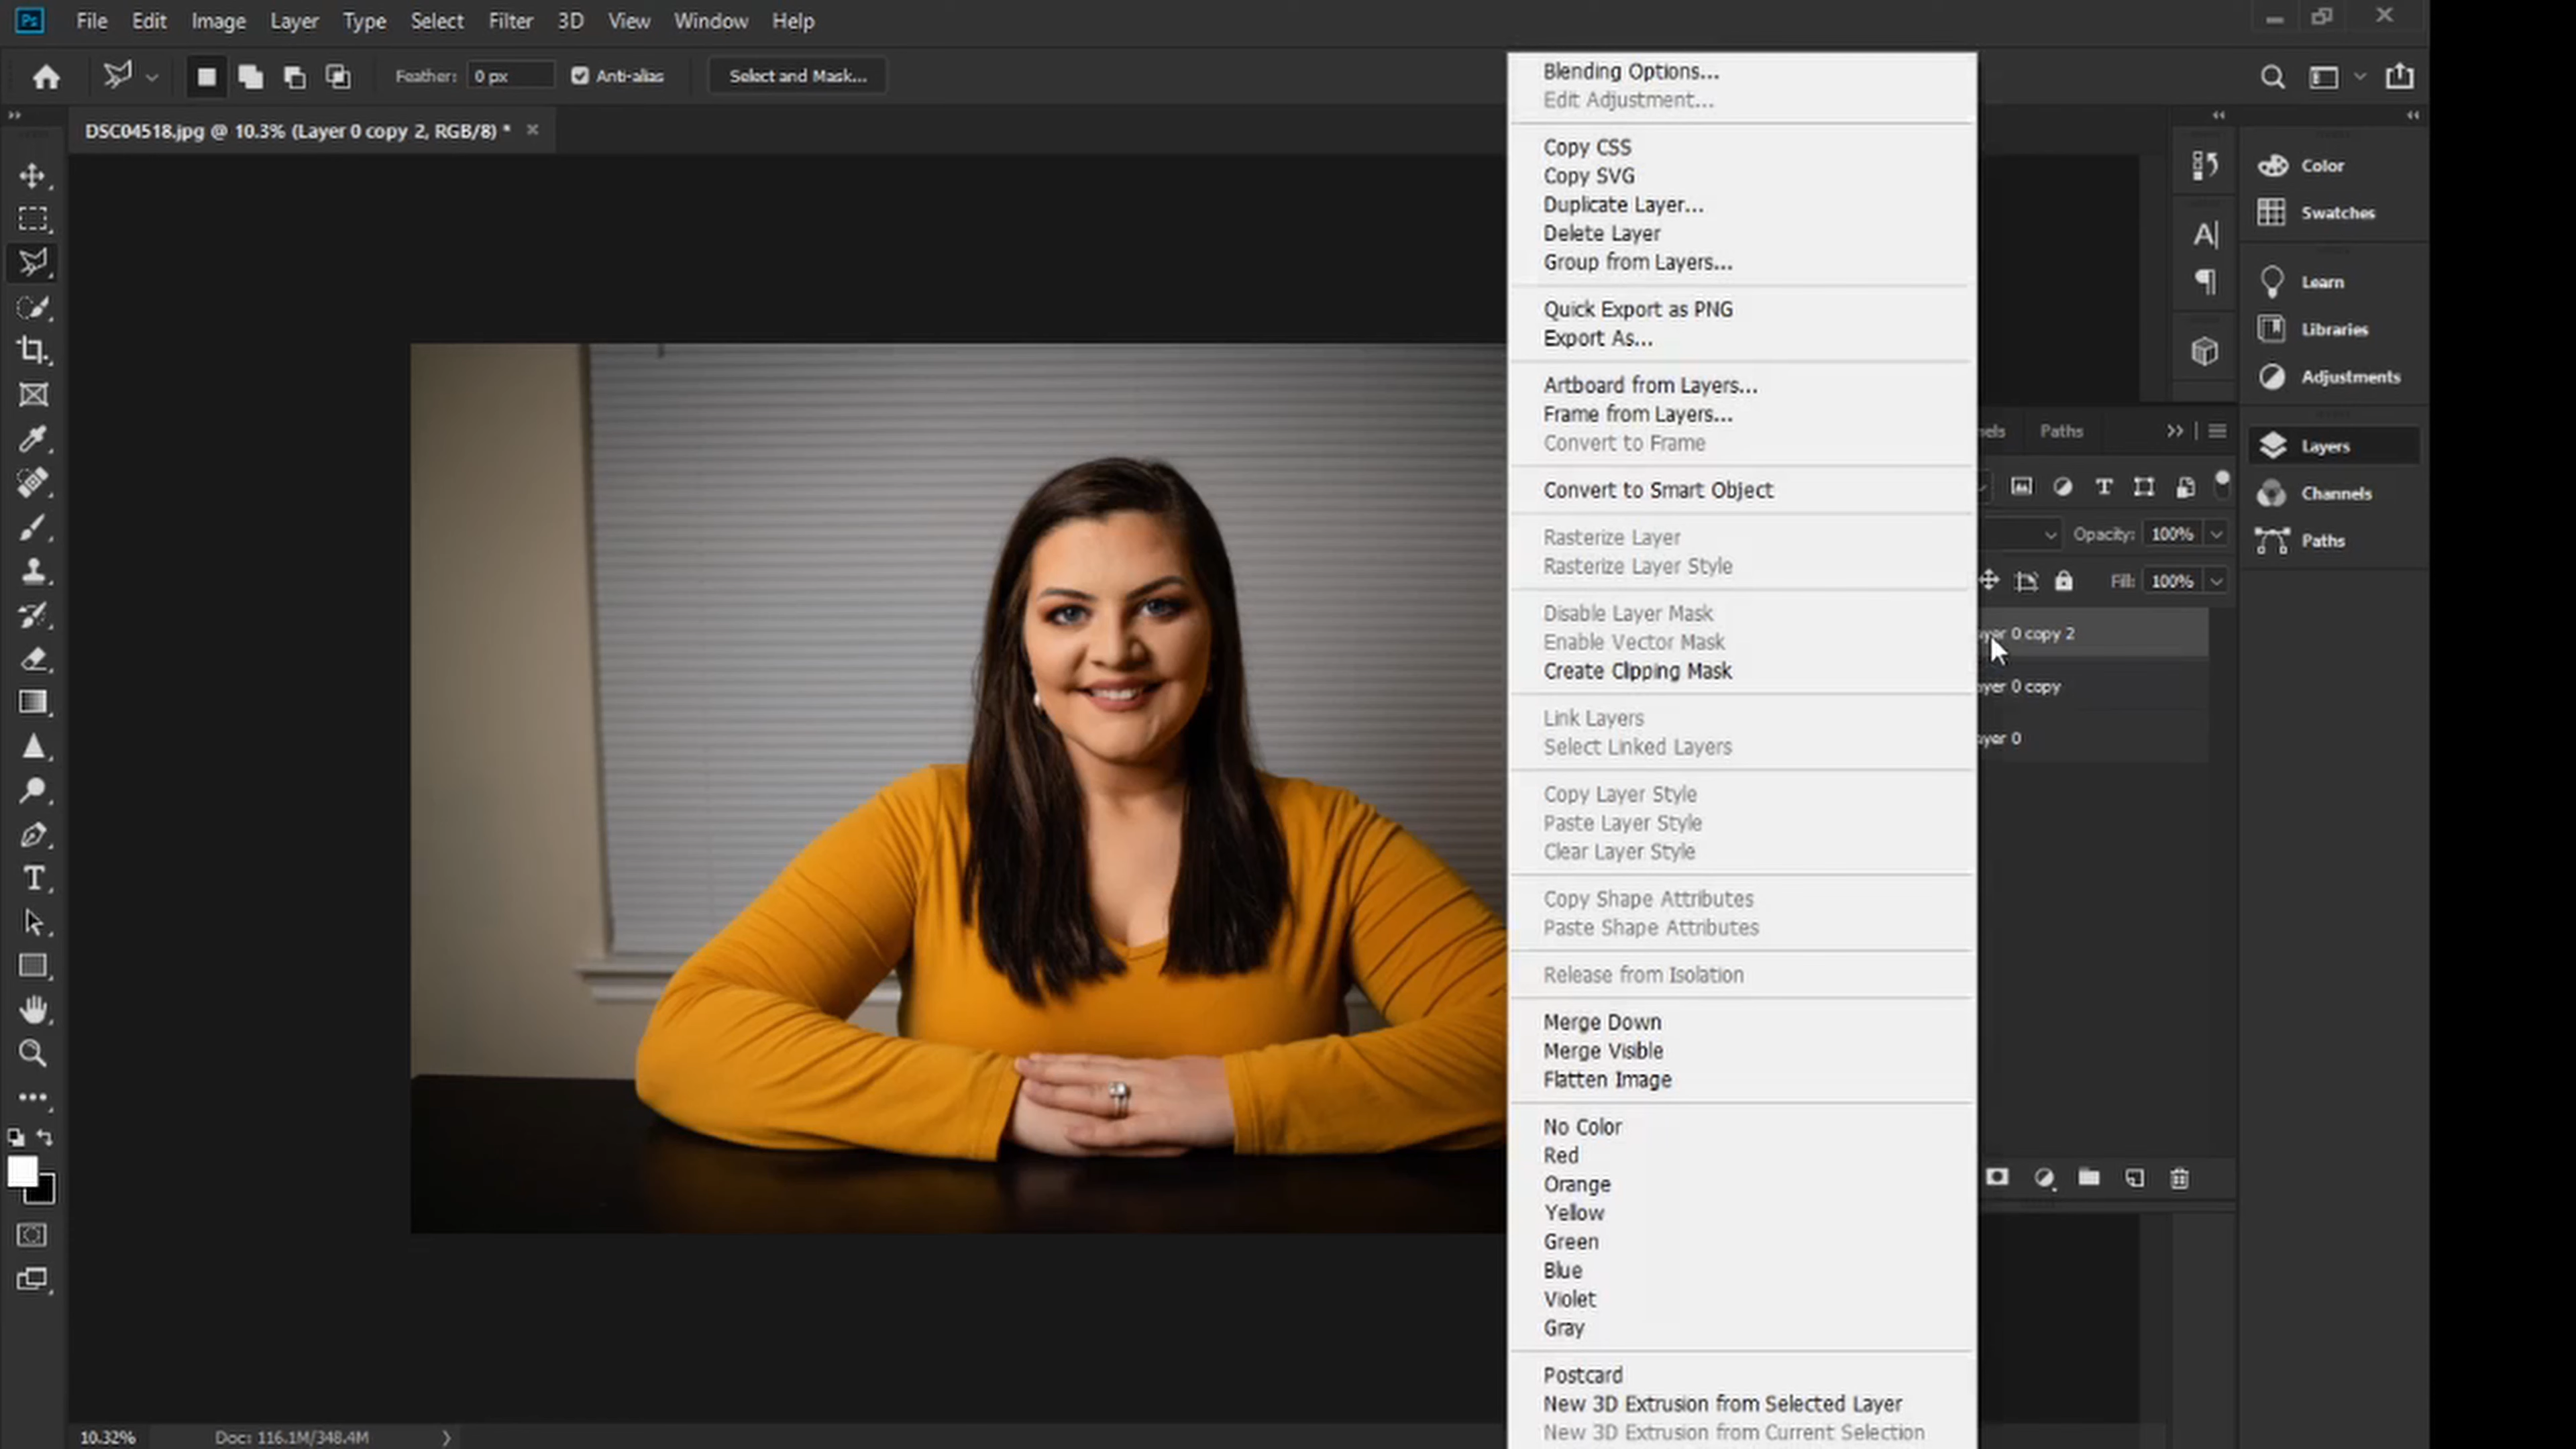 Ps File Edit Image Layer Type Select Filter 3D View Window Help
Feather: 0 px Anti-alias Select and Mask...
DSC04518.jpg @ 10.3% (Layer 0 copy 2, RGB/8) *
Blending Options...
Edit Adjustment...
Copy CSS
Copy SVG
Duplicate Layer...
Delete Layer
Group from Layers...
Quick Export as PNG
Export As...
Artboard from Layers...
Frame from Layers...
Convert to Frame
Convert to Smart Object
Rasterize Layer
Rasterize Layer Style
Disable Layer Mask
Enable Vector Mask
Create Clipping Mask
Link Layers
Select Linked Layers
Copy Layer Style
Paste Layer Style
Clear Layer Style
Copy Shape Attributes
Paste Shape Attributes
Release from Isolation
Merge Down
Merge Visible
Flatten Image
No Color
Red
Orange
Yellow
Green
Blue
Violet
Gray
Postcard
New 3D Extrusion from Selected Layer
New 3D Extrusion from Current Selection
nels Paths
Opacity: 100%
Fill: 100%
ayer 0 copy 2
ayer 0 copy
ayer 0
Color
Swatches
Learn
Libraries
Adjustments
Layers
Channels
Paths
10.32% Doc: 116.1M/348.4M